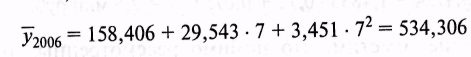 ȳ₂₀₀₆ = 158,406 + 29,543 · 7 + 3,451 · 7² = 534,306